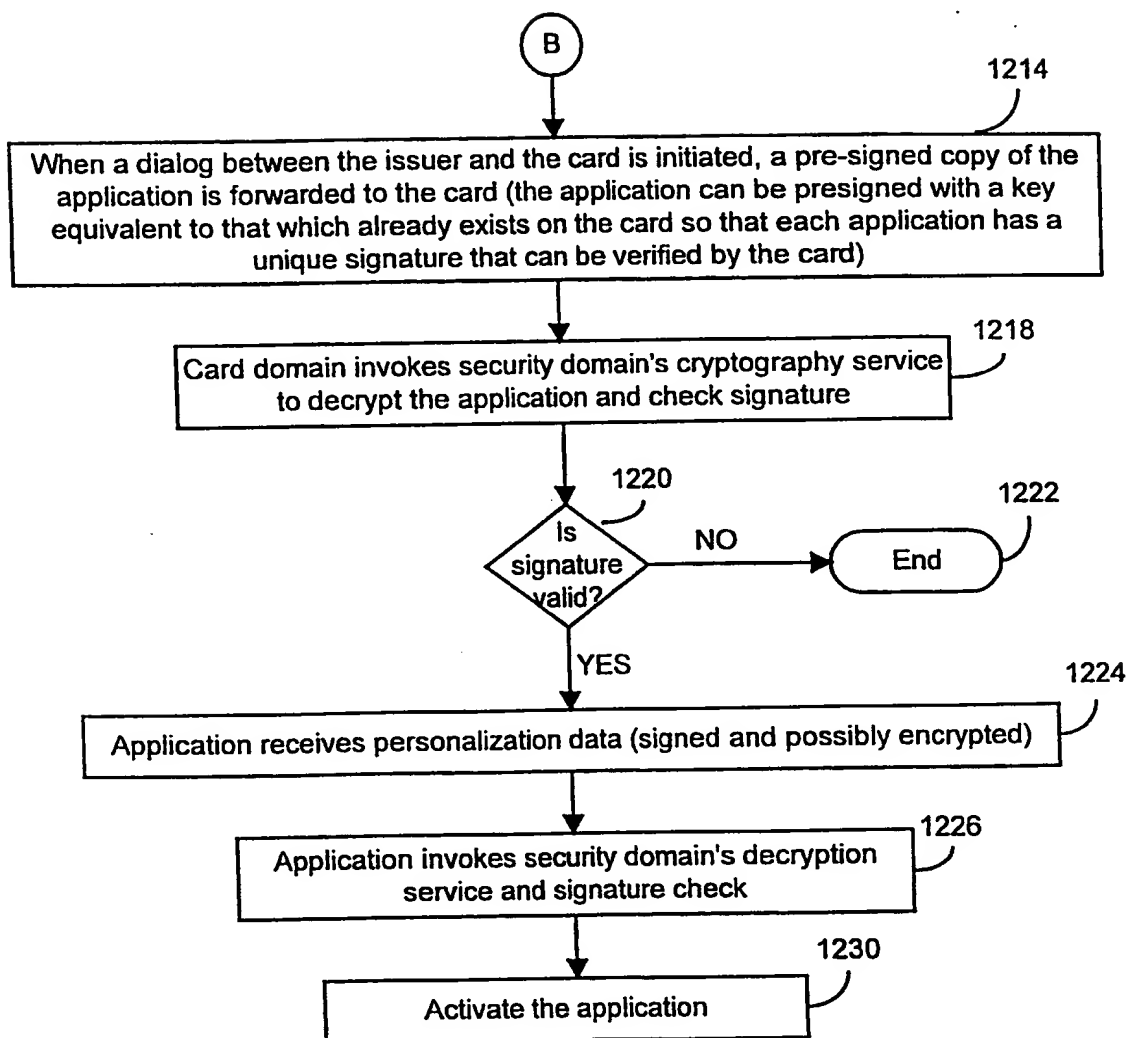 B
1214
When a dialog between the issuer and the card is initiated, a pre-signed copy of the
application is forwarded to the card (the application can be presigned with a key
equivalent to that which already exists on the card so that each application has a
unique signature that can be verified by the card)
1218
Card domain invokes security domain's cryptography service
to decrypt the application and check signature
1220
1222
Is
signature
valid?
NO
End
YES
1224
Application receives personalization data (signed and possibly encrypted)
1226
Application invokes security domain's decryption
service and signature check
1230
Activate the application